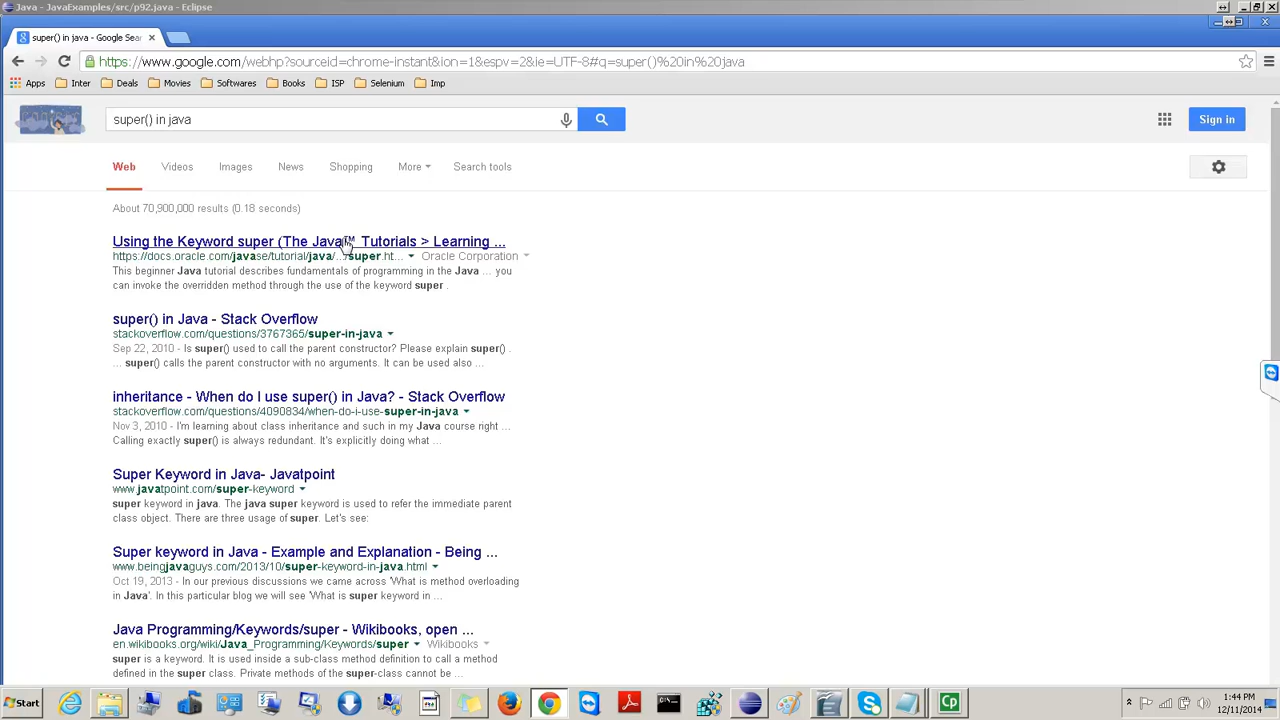 Java - JavaExamples/src/p92.java - Eclipse
super() in java - Google Sear
https://www.google.com/webhp?sourceid=chrome-instant&ion=1&espv=2&ie=UTF-8#q=super()%20in%20java
Apps Inter Deals Movies Softwares Books ISP Selenium Imp
super() in java
Sign in
Web Videos Images News Shopping More Search tools
About 70,900,000 results (0.18 seconds)
Using the Keyword super (The Java™ Tutorials > Learning ...
https://docs.oracle.com/javase/tutorial/java/.../super.ht... Oracle Corporation
This beginner Java tutorial describes fundamentals of programming in the Java ... you
can invoke the overridden method through the use of the keyword super .
super() in Java - Stack Overflow
stackoverflow.com/questions/3767365/super-in-java
Sep 22, 2010 - Is super() used to call the parent constructor? Please explain super() .
... super() calls the parent constructor with no arguments. It can be used also ...
inheritance - When do I use super() in Java? - Stack Overflow
stackoverflow.com/questions/4090834/when-do-i-use-super-in-java
Nov 3, 2010 - I'm learning about class inheritance and such in my Java course right ...
Calling exactly super() is always redundant. It's explicitly doing what ...
Super Keyword in Java- Javatpoint
www.javatpoint.com/super-keyword
super keyword in java. The java super keyword is used to refer the immediate parent
class object. There are three usage of super. Let's see:
Super keyword in Java - Example and Explanation - Being ...
www.beingjavaguys.com/2013/10/super-keyword-in-java.html
Oct 19, 2013 - In our previous discussions we came across 'What is method overloading
in Java'. In this particular blog we will see 'What is super keyword in ...
Java Programming/Keywords/super - Wikibooks, open ...
en.wikibooks.org/wiki/Java_Programming/Keywords/super Wikibooks
super is a keyword. It is used inside a sub-class method definition to call a method
defined in the super class. Private methods of the super-class cannot be ...
Start
Cp
1:44 PM
12/11/2014